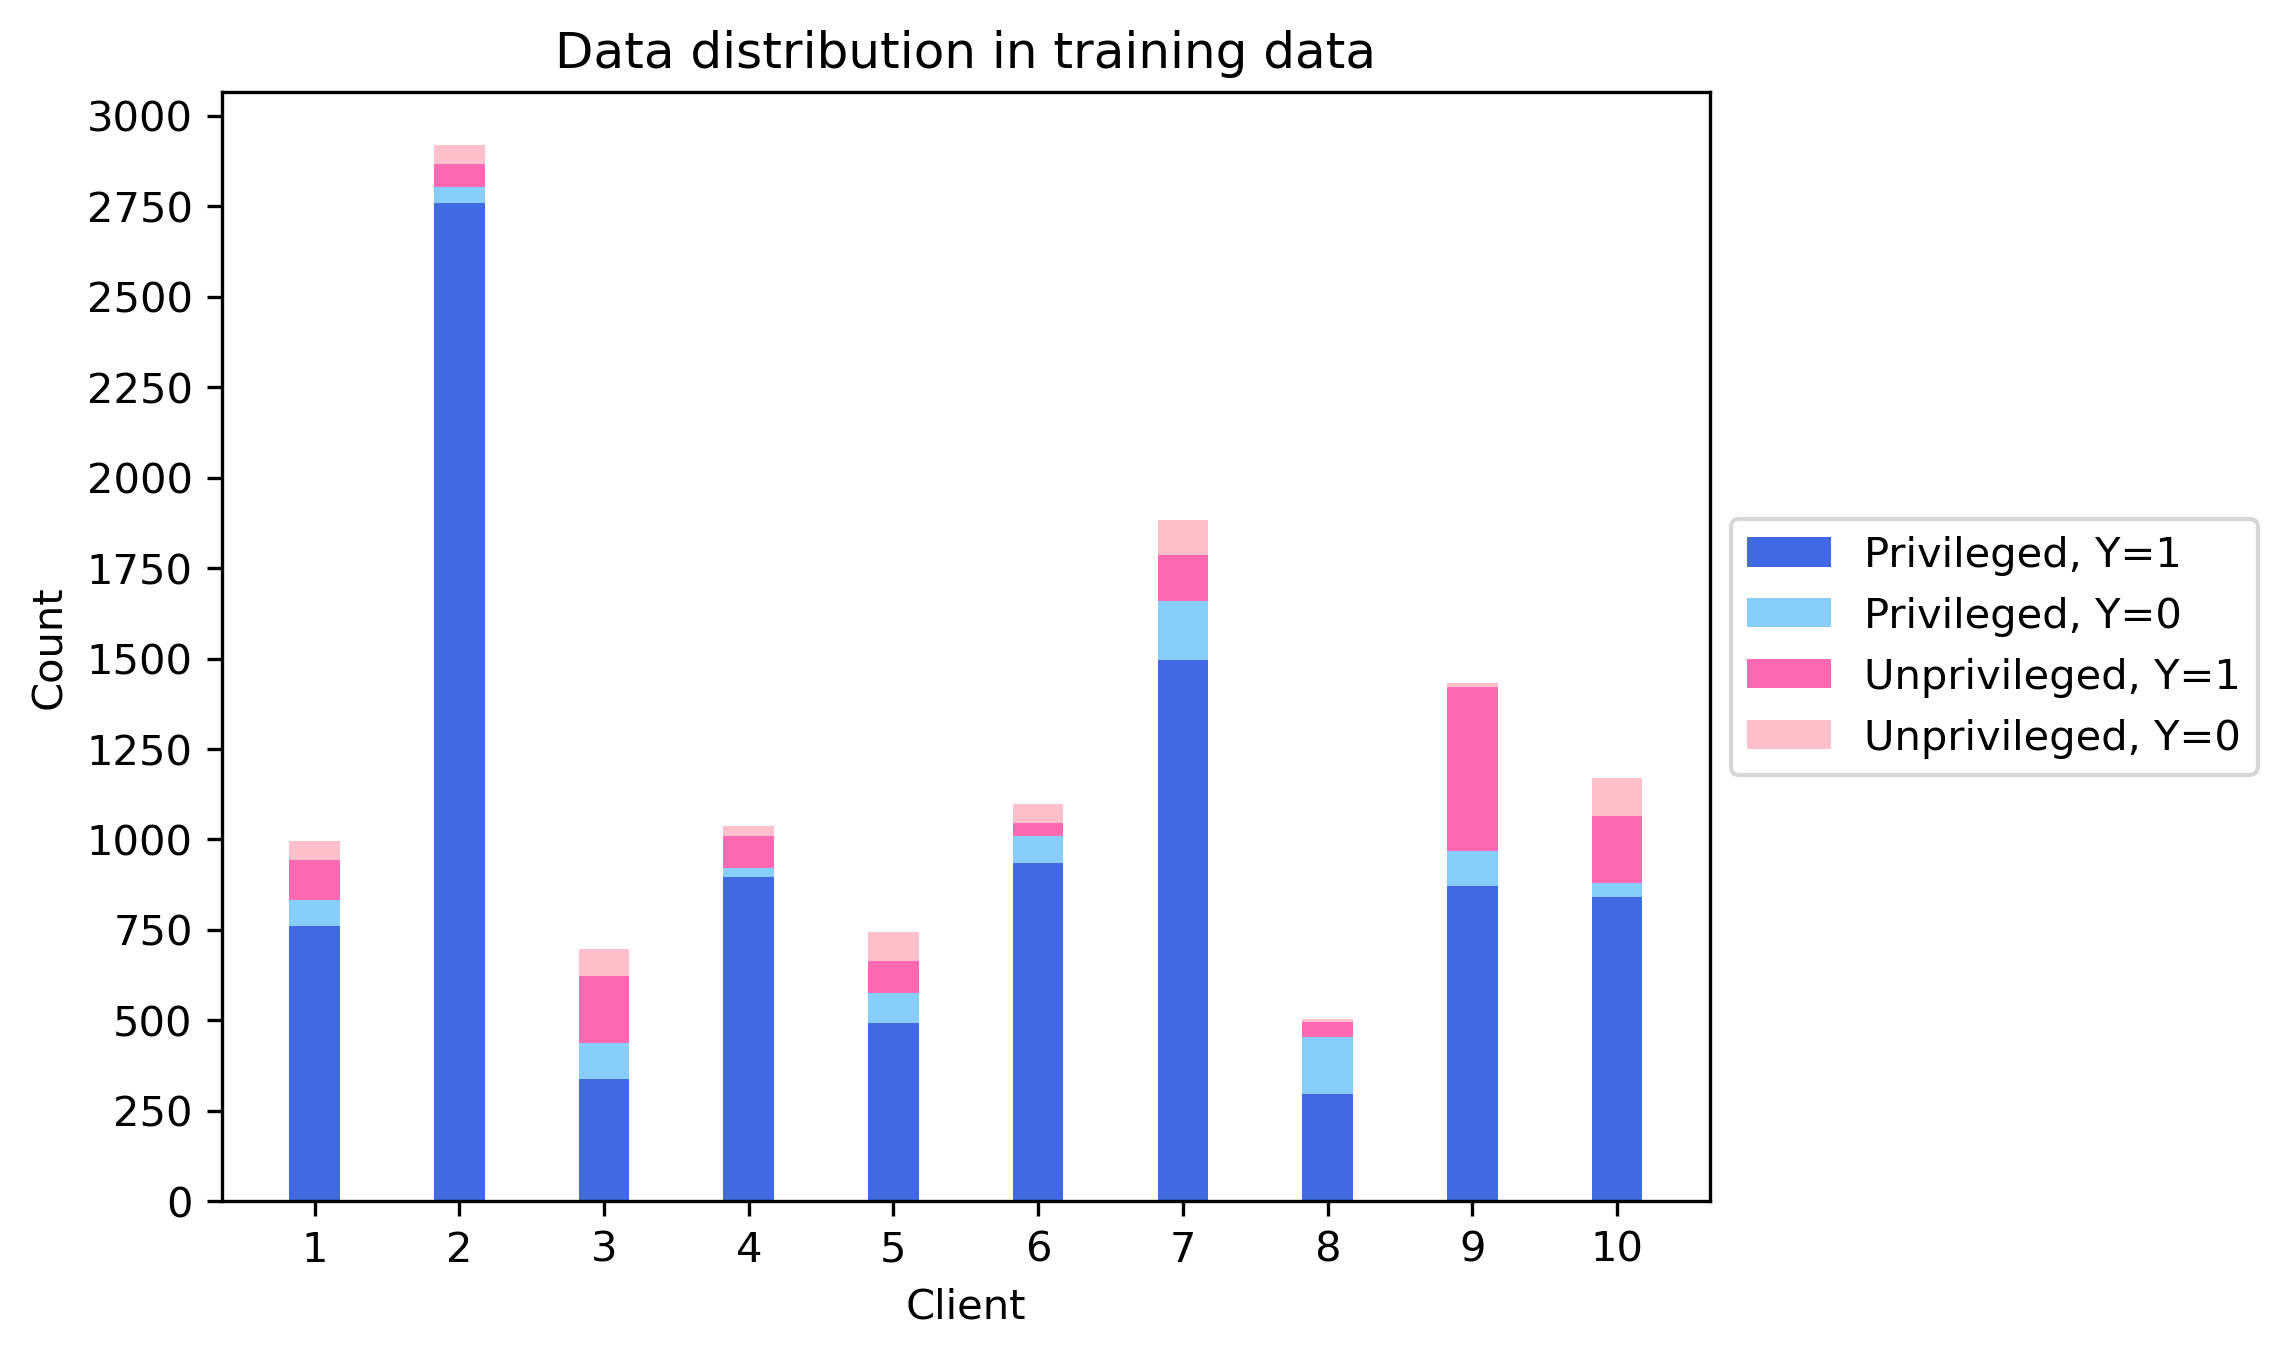 Data distribution in training data
3000
2750
2500
2250
2000
1750
1500
1250
1000
750
500
250
0
Count
1 2 3 4 5 6 7 8 9 10
Client
Privileged, Y=1
Privileged, Y=0
Unprivileged, Y=1
Unprivileged, Y=0